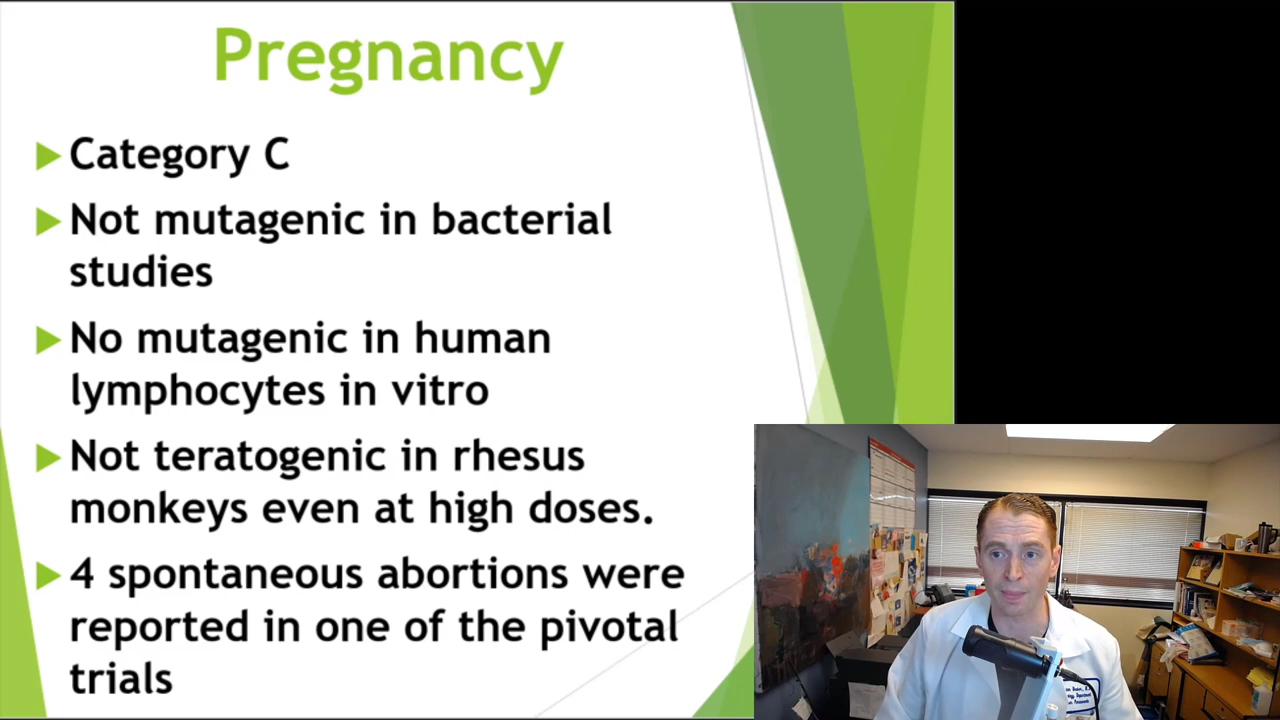 Pregnancy
Category C
Not mutagenic in bacterial
studies
No mutagenic in human
lymphocytes in vitro
Not teratogenic in rhesus
monkeys even at high doses.
4 spontaneous abortions were
reported in one of the pivotal
trials